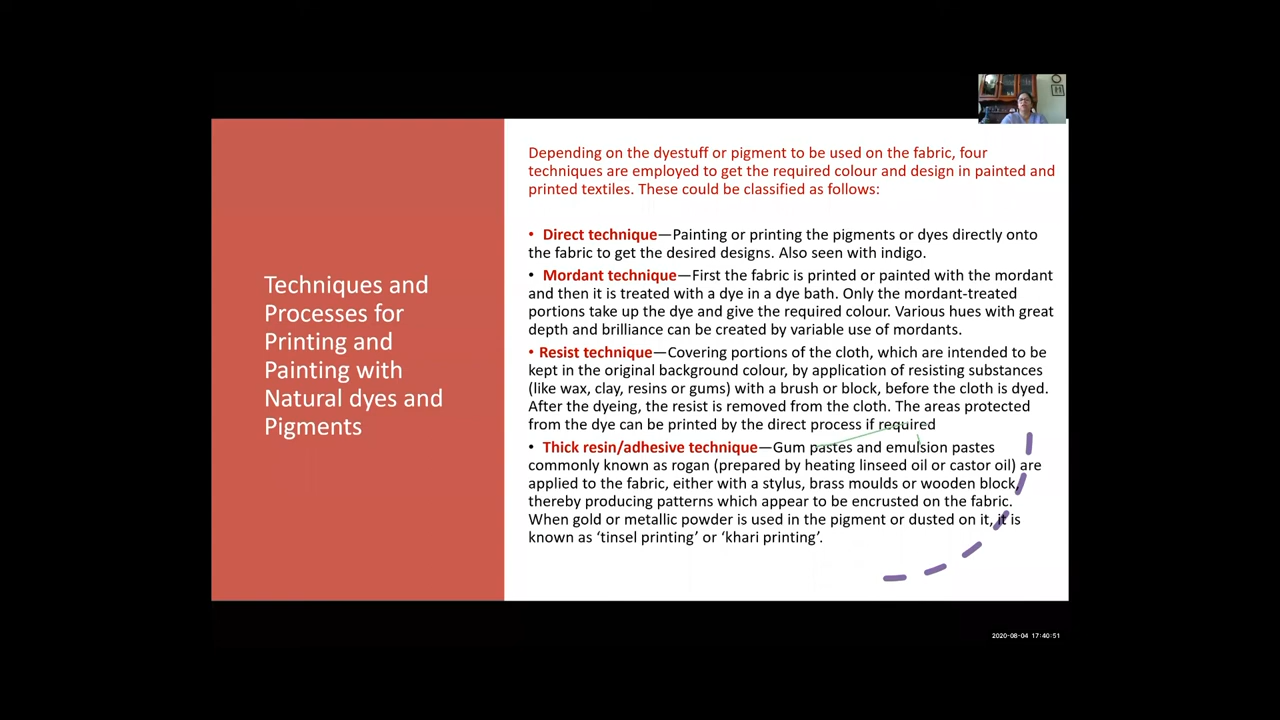 Techniques and
Processes for
Printing and
Painting with
Natural dyes and
Pigments
Depending on the dyestuff or pigment to be used on the fabric, four
techniques are employed to get the required colour and design in painted and
printed textiles. These could be classified as follows:
• Direct technique—Painting or printing the pigments or dyes directly onto
the fabric to get the desired designs. Also seen with indigo.
• Mordant technique—First the fabric is printed or painted with the mordant
and then it is treated with a dye in a dye bath. Only the mordant-treated
portions take up the dye and give the required colour. Various hues with great
depth and brilliance can be created by variable use of mordants.
• Resist technique—Covering portions of the cloth, which are intended to be
kept in the original background colour, by application of resisting substances
(like wax, clay, resins or gums) with a brush or block, before the cloth is dyed.
After the dyeing, the resist is removed from the cloth. The areas protected
from the dye can be printed by the direct process if required
• Thick resin/adhesive technique—Gum pastes and emulsion pastes
commonly known as rogan (prepared by heating linseed oil or castor oil) are
applied to the fabric, either with a stylus, brass moulds or wooden block,
thereby producing patterns which appear to be encrusted on the fabric.
When gold or metallic powder is used in the pigment or dusted on it, it is
known as ‘tinsel printing’ or ‘khari printing’.
2020-08-04 17:40:51